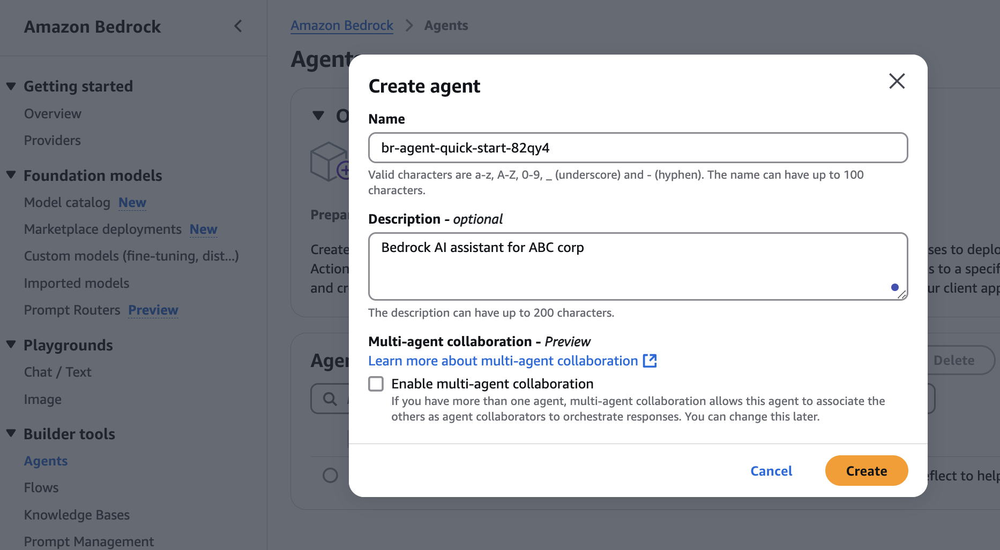 Amazon Bedrock
Getting started
Overview
Providers
Foundation models
Model catalog New
Marketplace deployments New
Custom models (fine-tuning, dist...)
Imported models
Prompt Routers Preview
Playgrounds
Chat / Text
Image
Builder tools
Agents
Flows
Knowledge Bases
Prompt Management
Amazon Bedrock > Agents
Agents
Create
Action
and cr
ses to deplo
s to a specif
ur client app
Delete
eflect to help
Create agent
Name
br-agent-quick-start-82qy4
Valid characters are a-z, A-Z, 0-9, _ (underscore) and - (hyphen). The name can have up to 100
characters.
Description - optional
Bedrock AI assistant for ABC corp
The description can have up to 200 characters.
Multi-agent collaboration - Preview
Learn more about multi-agent collaboration
Enable multi-agent collaboration
If you have more than one agent, multi-agent collaboration allows this agent to associate the
others as agent collaborators to orchestrate responses. You can change this later.
Cancel
Create